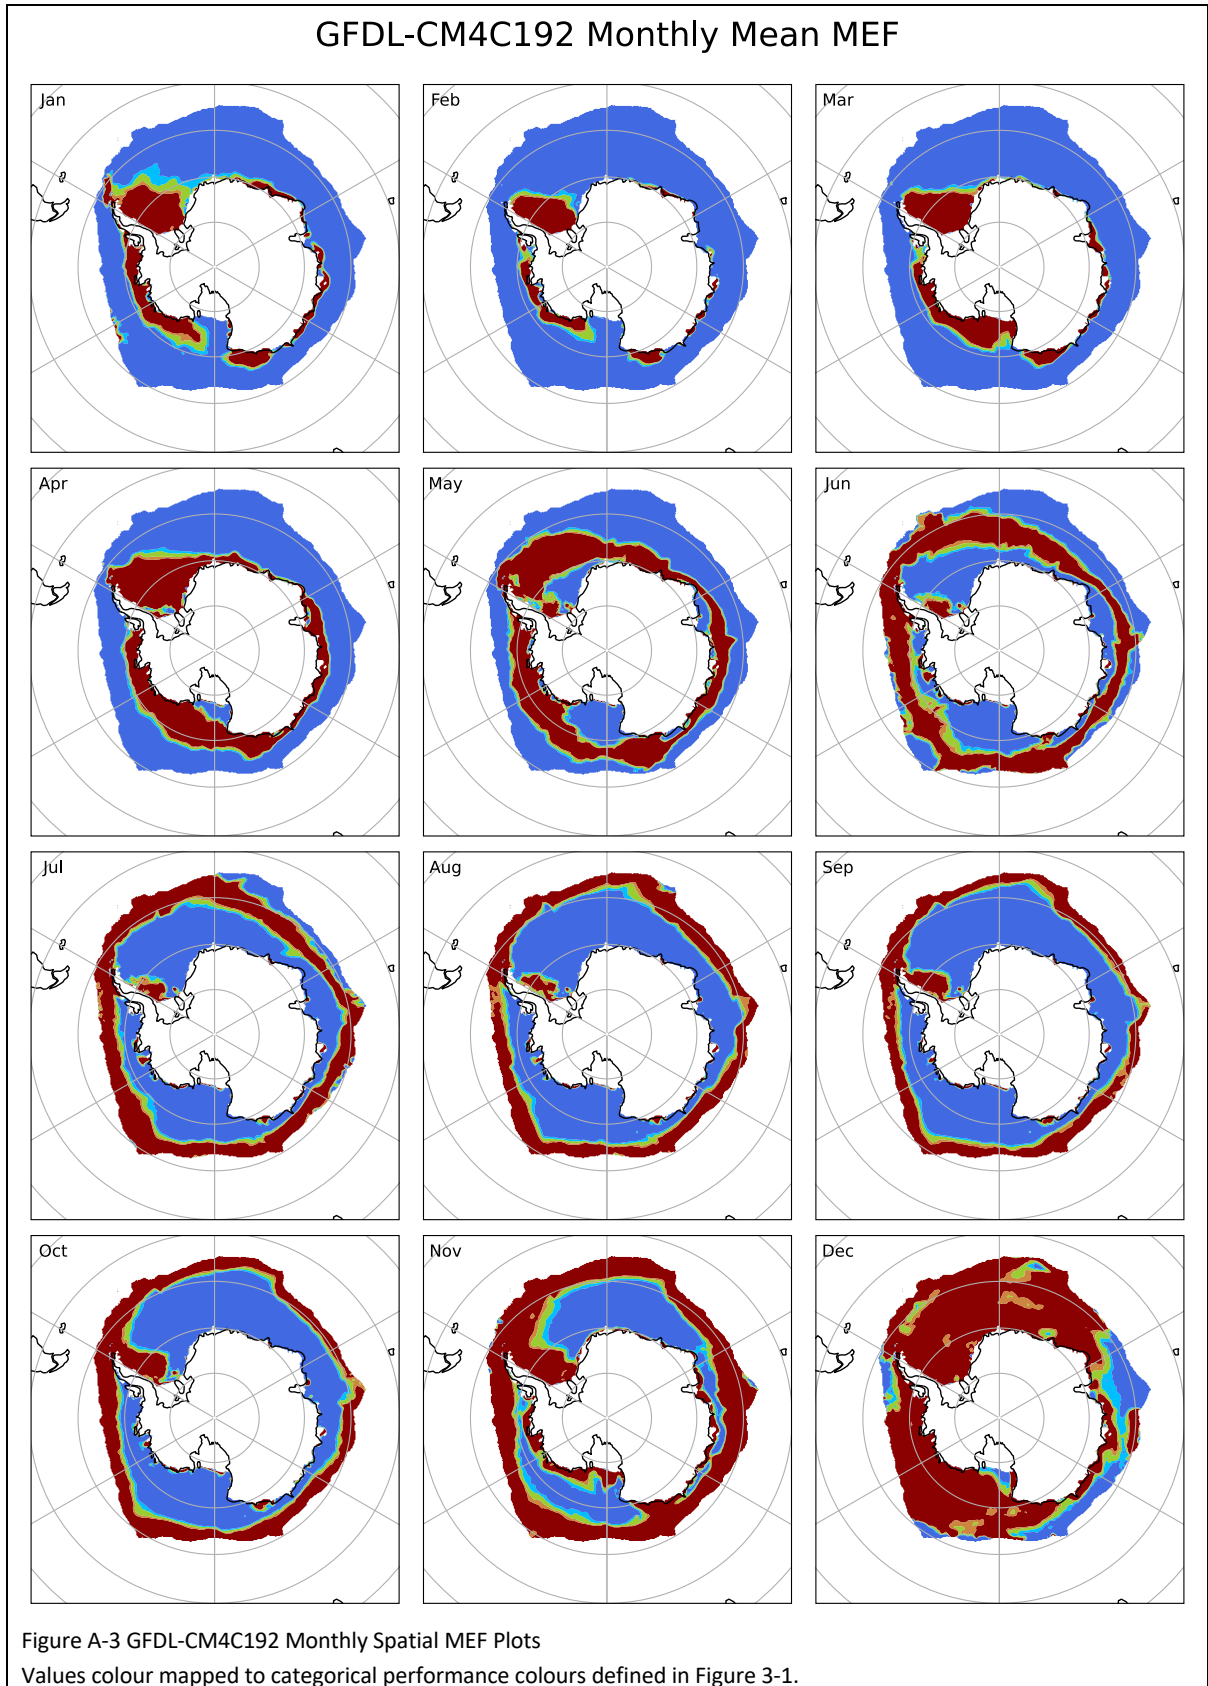 GFDL-CM4C192 Monthly Mean MEF
Jan
Feb
Mar
Apr
May
Jun
Jul
Aug
Sep
Oct
Nov
Dec
Figure A-3 GFDL-CM4C192 Monthly Spatial MEF Plots
Values colour mapped to categorical performance colours defined in Figure 3-1.